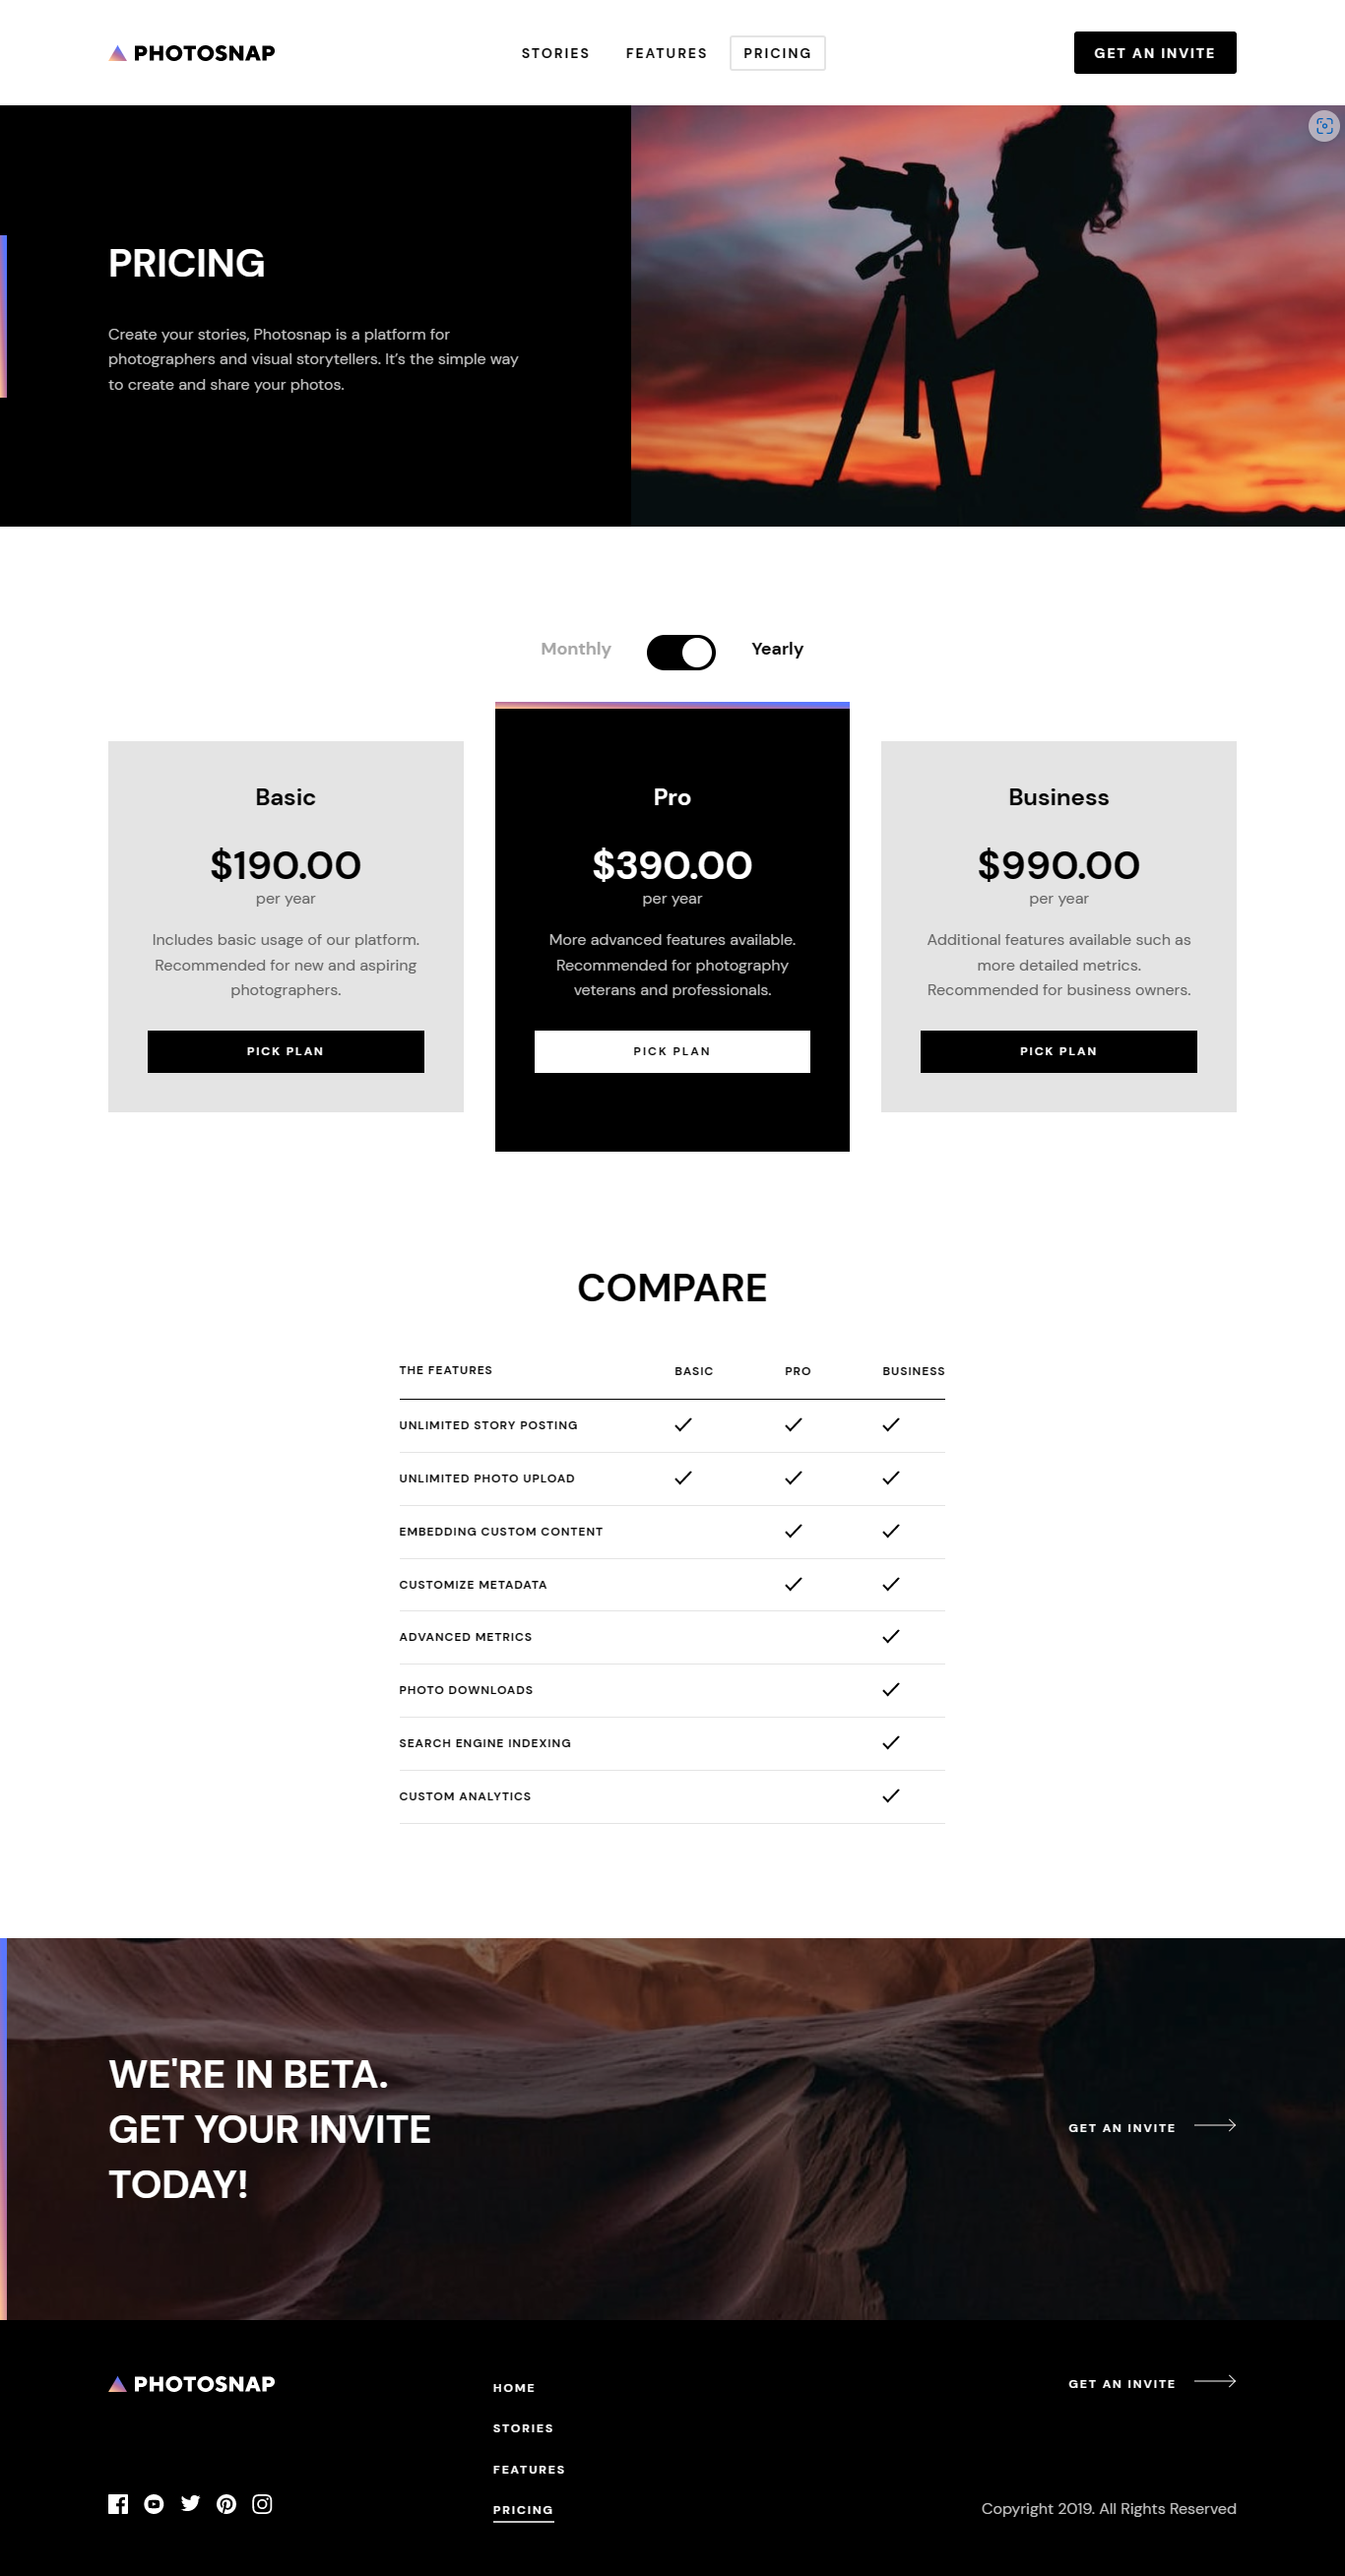 PHOTOSNAP
STORIES FEATURES PRICING
GET AN INVITE
PRICING
Create your stories, Photosnap is a platform for
photographers and visual storytellers. It’s the simple way
to create and share your photos.
Monthly Yearly
Basic
$190.00
per year
Includes basic usage of our platform.
Recommended for new and aspiring
photographers.
PICK PLAN
Pro
$390.00
per year
More advanced features available.
Recommended for photography
veterans and professionals.
PICK PLAN
Business
$990.00
per year
Additional features available such as
more detailed metrics.
Recommended for business owners.
PICK PLAN
COMPARE
THE FEATURES BASIC PRO BUSINESS
UNLIMITED STORY POSTING
UNLIMITED PHOTO UPLOAD
EMBEDDING CUSTOM CONTENT
CUSTOMIZE METADATA
ADVANCED METRICS
PHOTO DOWNLOADS
SEARCH ENGINE INDEXING
CUSTOM ANALYTICS
WE'RE IN BETA.
GET YOUR INVITE
TODAY!
GET AN INVITE
PHOTOSNAP
HOME
STORIES
FEATURES
PRICING
GET AN INVITE
Copyright 2019. All Rights Reserved